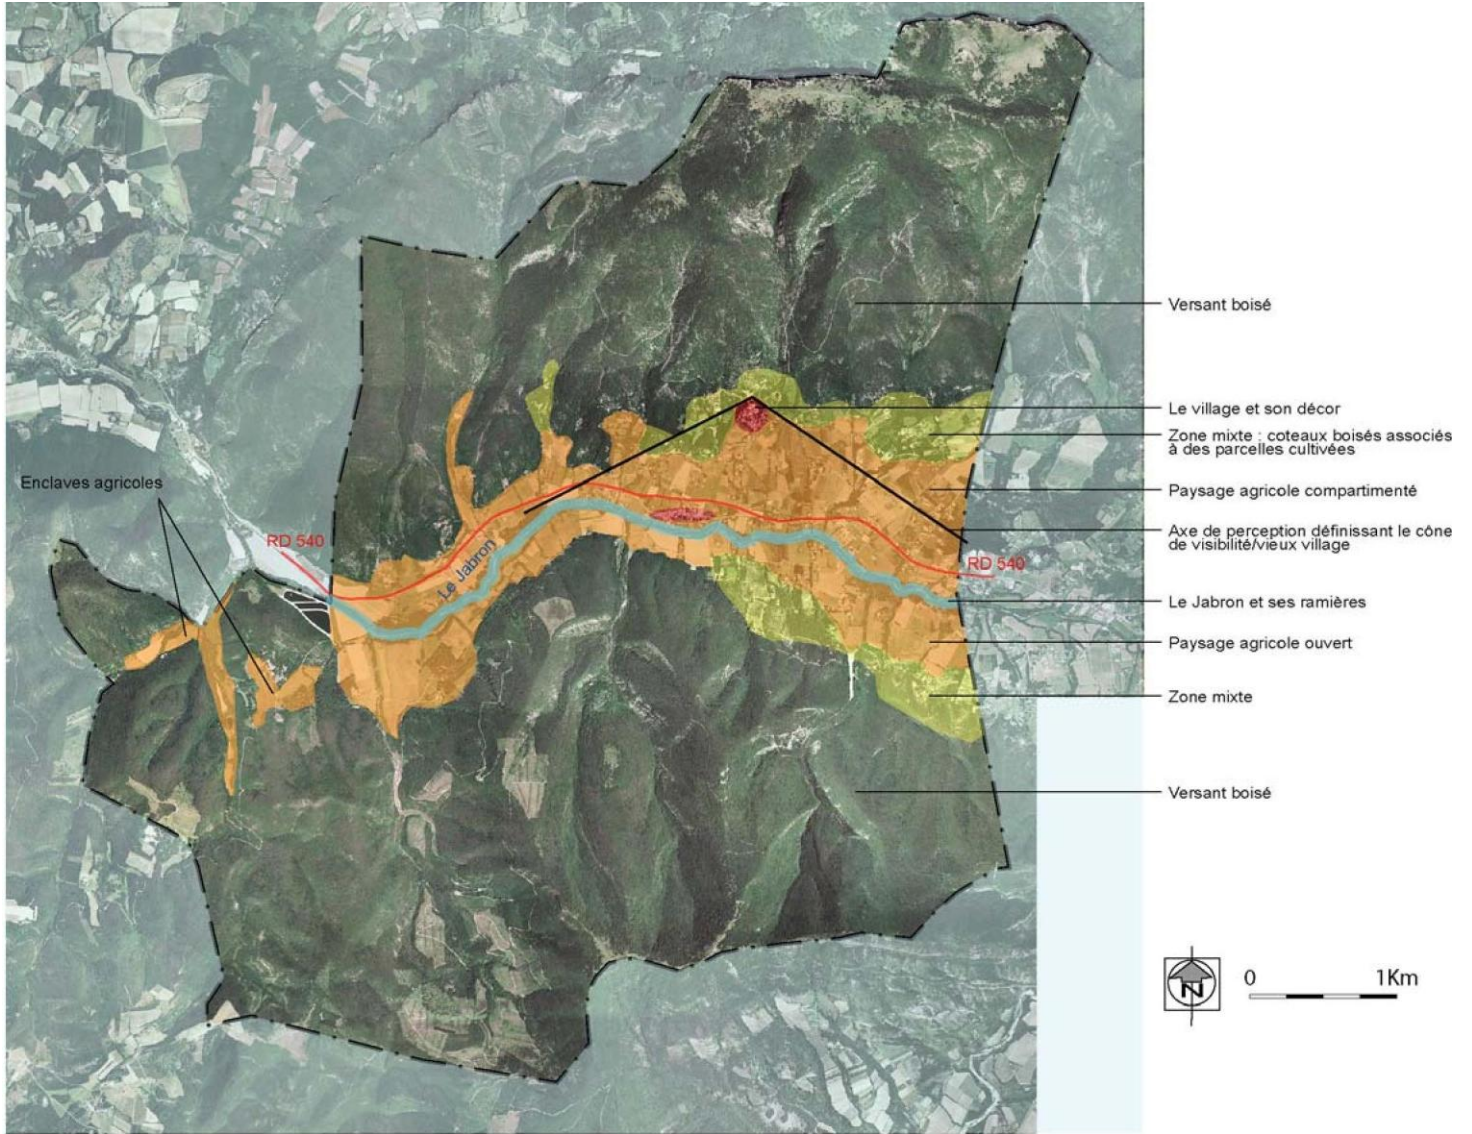 Versant boisé
Le village et son décor
Zone mixte : coteaux boisés associés
à des parcelles cultivées
Enclaves agricoles
Paysage agricole compartimenté
Axe de perception définissant le cône
de visibilité/vieux village
RD 540
RD 540
Le Jabron
Le Jabron et ses ramières
Paysage agricole ouvert
Zone mixte
Versant boisé
N
0 1Km